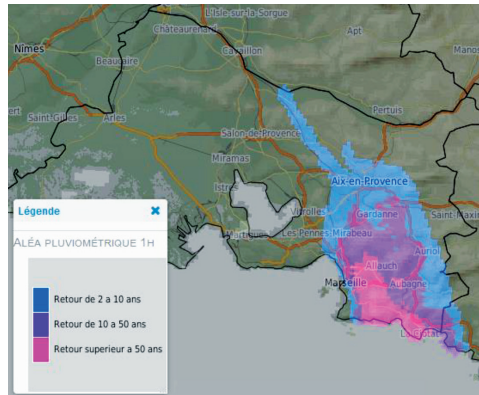 L'Isle-sur-la-Sorgue
Châteaurenard
Apt
Nîmes
Cavaillon
Manos
Beaucaire
Pertuis
Saint-Gilles
Arles
Salon-de-Provence
Miramas
Aix-en-Provence
Istres
Vitrolles
Gardanne
Saint-Maxi
Martigues
Les Pennes-Mirabeau
Auriol
Allauch
Marseille
Aubagne
La Ciotat
Légende
ALÉA PLUVIOMÉTRIQUE 1H
Retour de 2 a 10 ans
Retour de 10 a 50 ans
Retour superieur a 50 ans